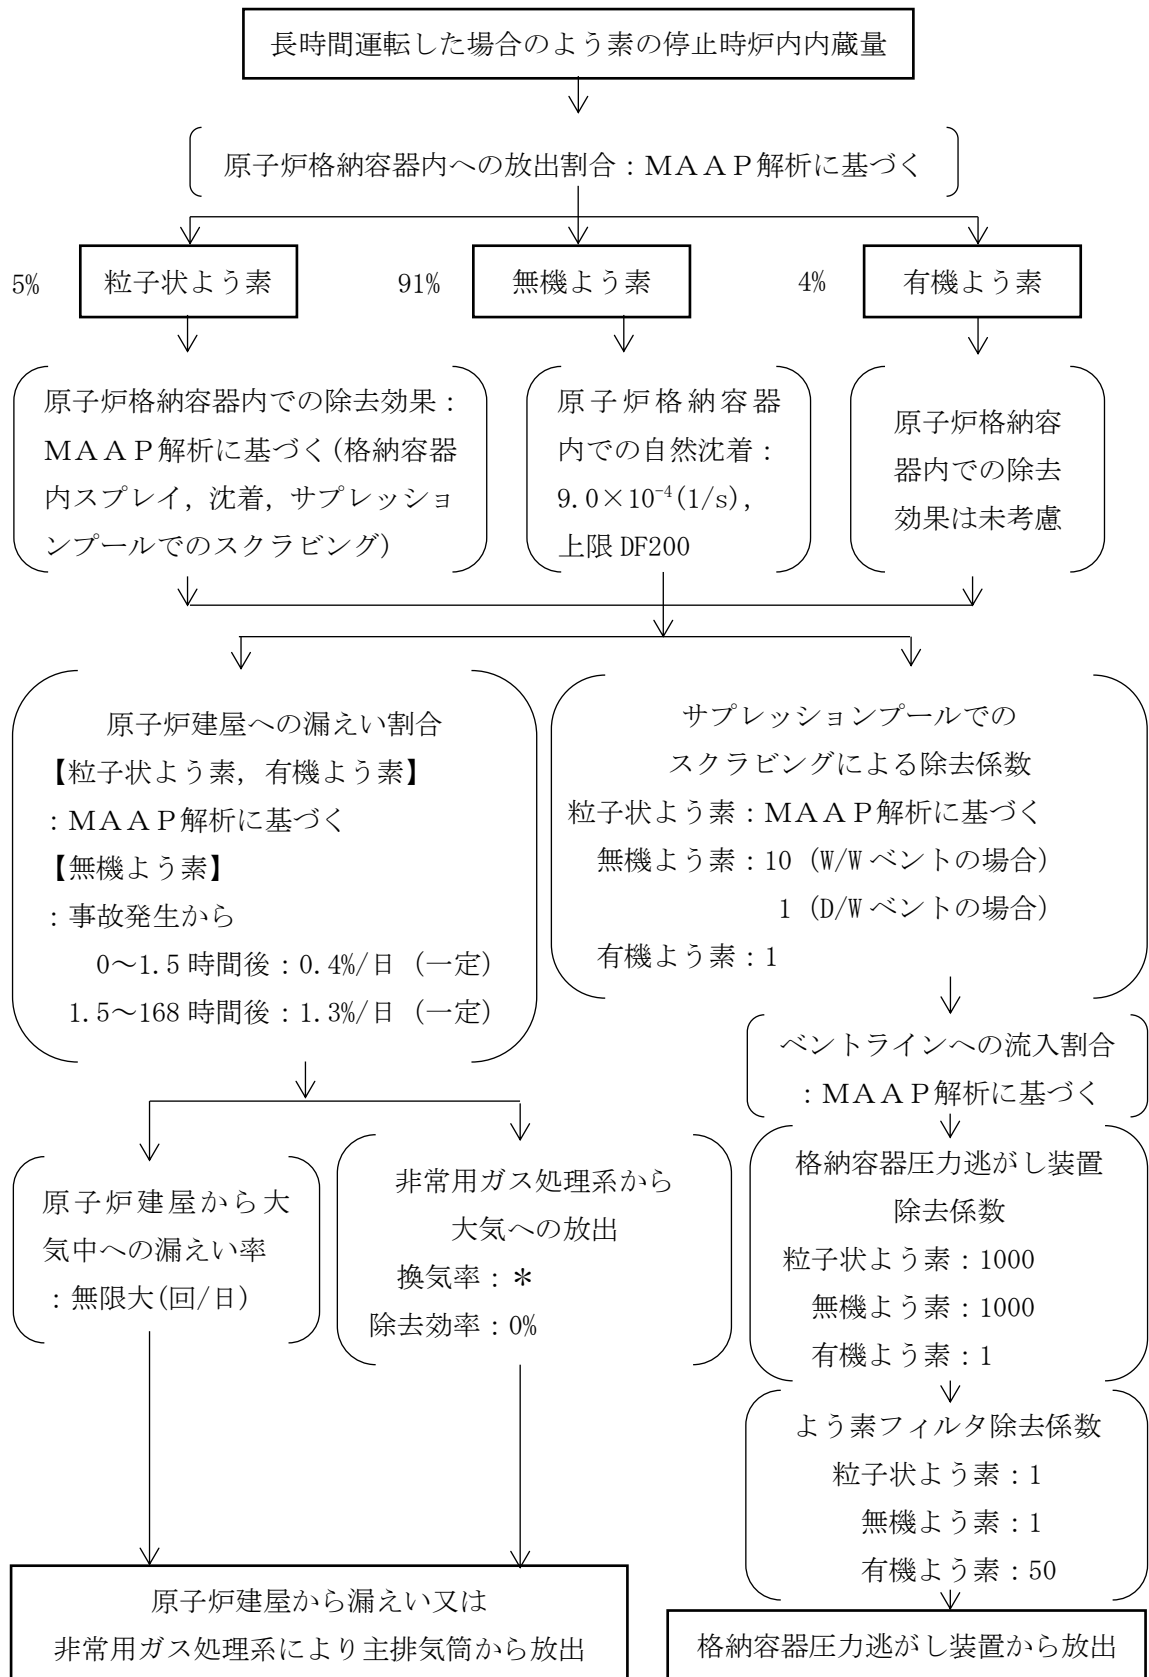 長時間運転した場合のよう素の停止時炉内内蔵量
原子炉格納容器内への放出割合：ＭＡＡＰ解析に基づく
5%
粒子状よう素
91%
無機よう素
4%
有機よう素
原子炉格納容器内での除去効果：
ＭＡＡＰ解析に基づく(格納容器
内スプレイ, 沈着, サプレッショ
ンプールでのスクラビング)
原子炉格納容器
内での自然沈着：
9.0×10⁻⁴(1/s),
上限 DF200
原子炉格納容
器内での除去
効果は未考慮
原子炉建屋への漏えい割合
【粒子状よう素, 有機よう素】
：ＭＡＡＰ解析に基づく
【無機よう素】
：事故発生から
0～1.5 時間後：0.4%/日 (一定)
1.5～168 時間後：1.3%/日 (一定)
サプレッションプールでの
スクラビングによる除去係数
粒子状よう素：ＭＡＡＰ解析に基づく
無機よう素：10 (W/W ベントの場合)
1 (D/W ベントの場合)
有機よう素：1
ベントラインへの流入割合
：ＭＡＡＰ解析に基づく
原子炉建屋から大
気中への漏えい率
：無限大(回/日)
非常用ガス処理系から
大気への放出
換気率：＊
除去効率：0%
格納容器圧力逃がし装置
除去係数
粒子状よう素：1000
無機よう素：1000
有機よう素：1
よう素フィルタ除去係数
粒子状よう素：1
無機よう素：1
有機よう素：50
原子炉建屋から漏えい又は
非常用ガス処理系により主排気筒から放出
格納容器圧力逃がし装置から放出